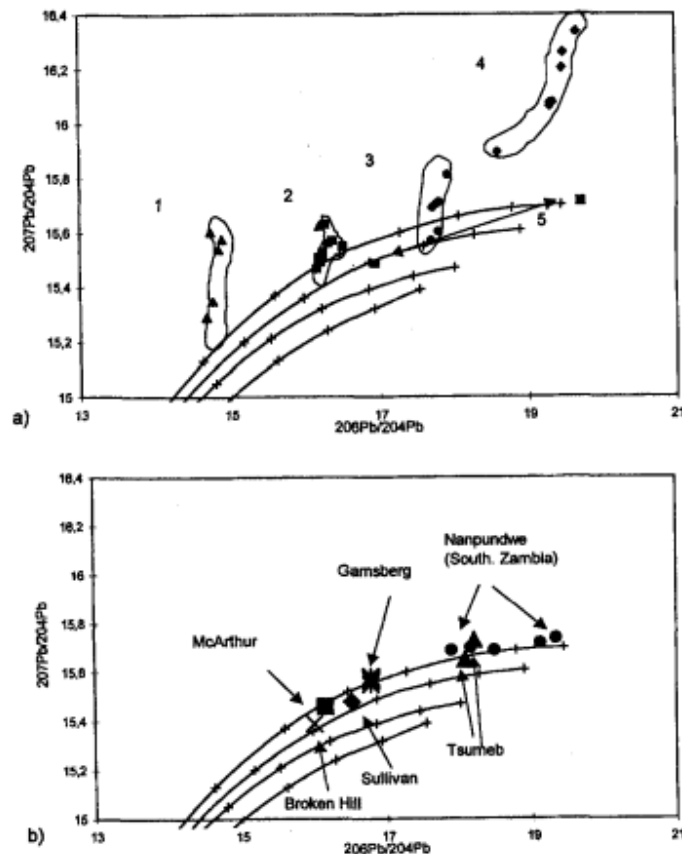 16,4
16,2
16
15,8
15,6
15,4
15,2
15
207Pb/204Pb
1
2
3
4
5
13
15
17
19
21
206Pb/204Pb
a)
16,4
16,2
16
15,8
15,6
15,4
15,2
15
207Pb/204Pb
Nanpundwe
(South. Zambia)
Gamsberg
McArthur
Tsumeb
Sullivan
Broken Hill
13
15
17
19
21
206Pb/204Pb
b)